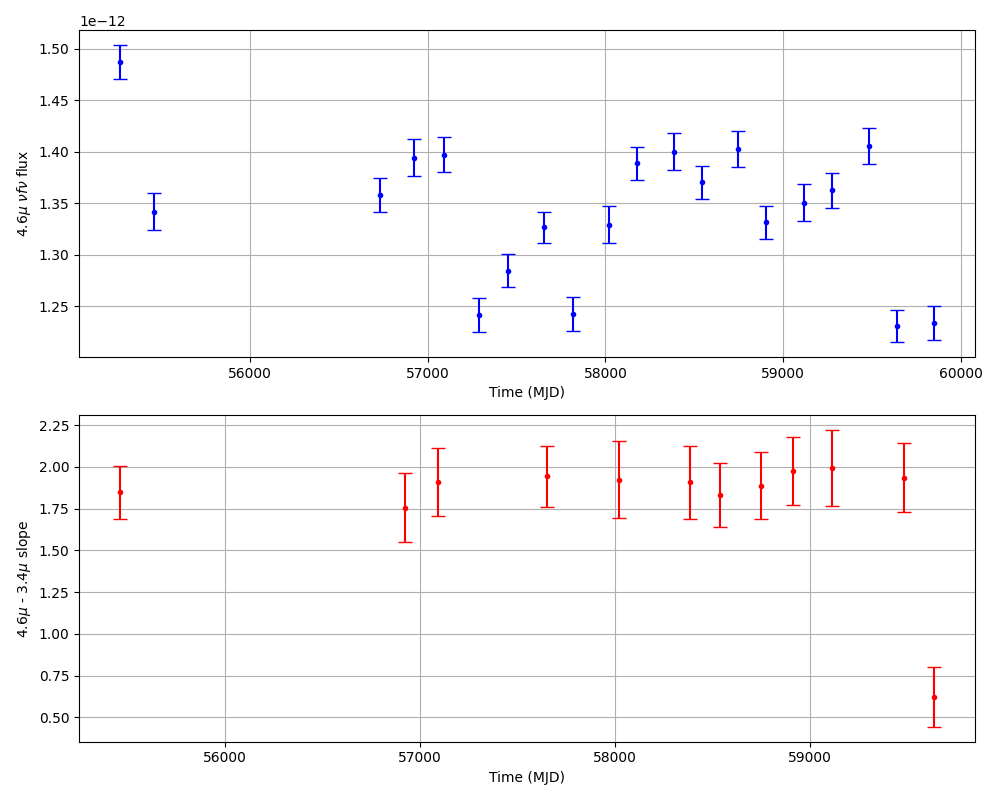 1e−12
1.50
1.45
1.40
1.35
1.30
1.25
4.6μ νfν flux
56000 57000 58000 59000 60000
Time (MJD)
2.25
2.00
1.75
1.50
1.25
1.00
0.75
0.50
4.6μ - 3.4μ slope
56000 57000 58000 59000
Time (MJD)